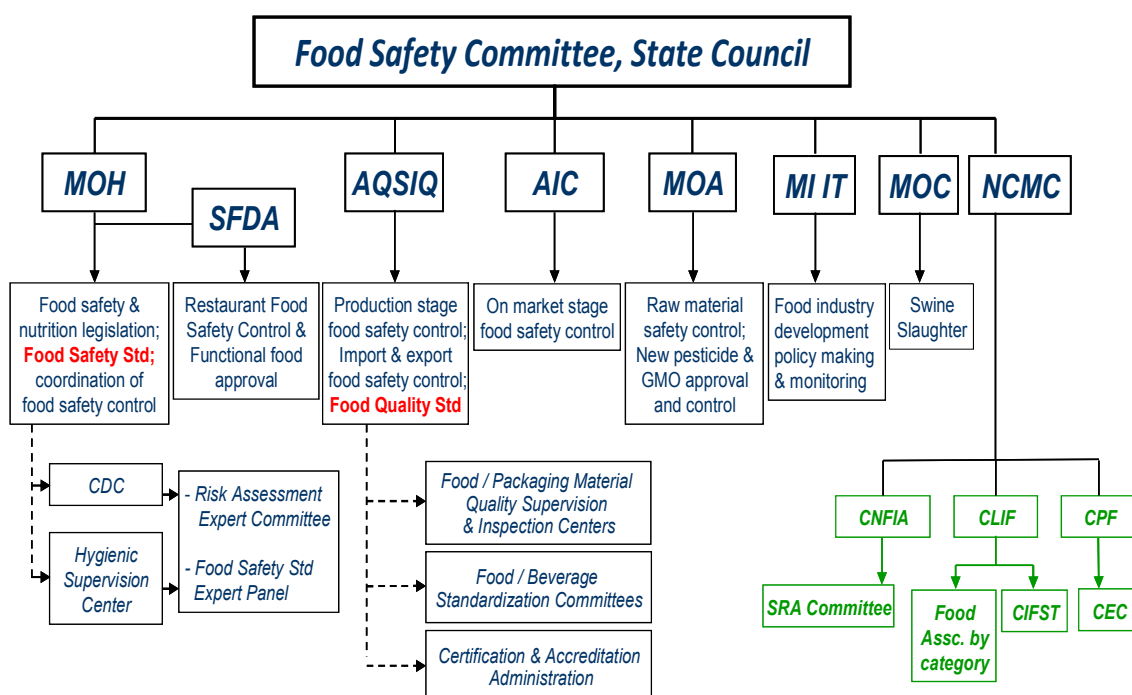 Food Safety Committee, State Council
MOH
SFDA
AQSIQ
AIC
MOA
MI IT
MOC
NCMC
Food safety &
nutrition legislation;
Food Safety Std;
coordination of
food safety control
Restaurant Food
Safety Control &
Functional food
approval
Production stage
food safety control;
Import & export
food safety control;
Food Quality Std
On market stage
food safety control
Raw material
safety control;
New pesticide &
GMO approval
and control
Food industry
development
policy making
& monitoring
Swine
Slaughter
CDC
Hygienic
Supervision
Center
- Risk Assessment
Expert Committee
- Food Safety Std
Expert Panel
Food / Packaging Material
Quality Supervision
& Inspection Centers
Food / Beverage
Standardization Committees
Certification & Accreditation
Administration
CNFIA
CLIF
CPF
SRA Committee
Food
Assc. by
category
CIFST
CEC